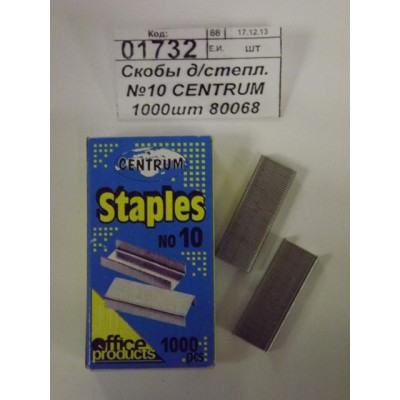 Код: 88 17.12.13
01732 Е.И. шт
Скобы д/степл.
№10 CENTRUM
1000шт 80068
CENTRUM
Staples
NO 10
office
products
1000
pcs